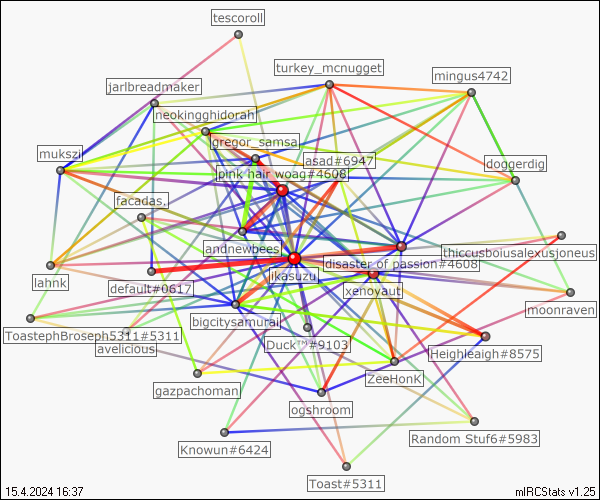 tescoroll
turkey_mcnugget
mingus4742
jarlbreadmaker
neokingghidorah
gregor_samsa
mukszi
asad#6947
doggerdig
pink hair woag#4608
facadas,
andnewbees
thiccusboiusalexusjoneus
disaster of passion#4608
lkasuzu
lahnk
default#0617
xenoyaut
moonraven
bigcitysamurai
ToastephBroseph5311#5311
Duck™#9103
avelicious
Heighleaigh#8575
ZeeHonK
gazpachoman
ogshroom
Random Stuf6#5983
Knowun#6424
Toast#5311
15.4.2024 16:37
mIRCStats v1.25